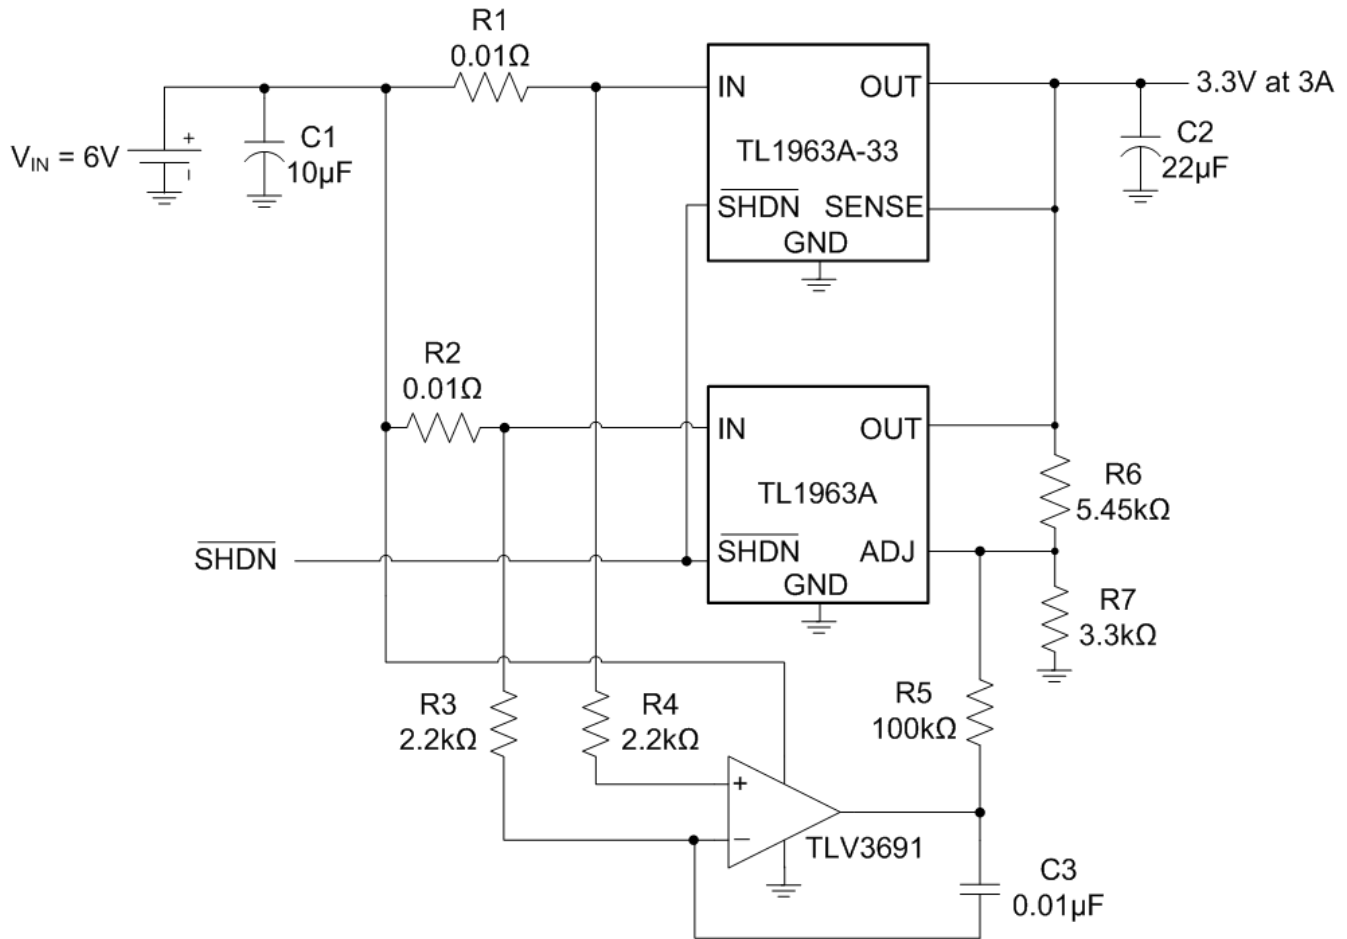 R1
0.01Ω
IN
OUT
3.3V at 3A
V_IN = 6V
+
–
C1
10µF
TL1963A-33
C2
22µF
SHDN
SENSE
GND
R2
0.01Ω
IN
OUT
TL1963A
R6
5.45kΩ
SHDN
SHDN
ADJ
GND
R7
3.3kΩ
R3
2.2kΩ
R4
2.2kΩ
R5
100kΩ
+
–
TLV3691
C3
0.01µF